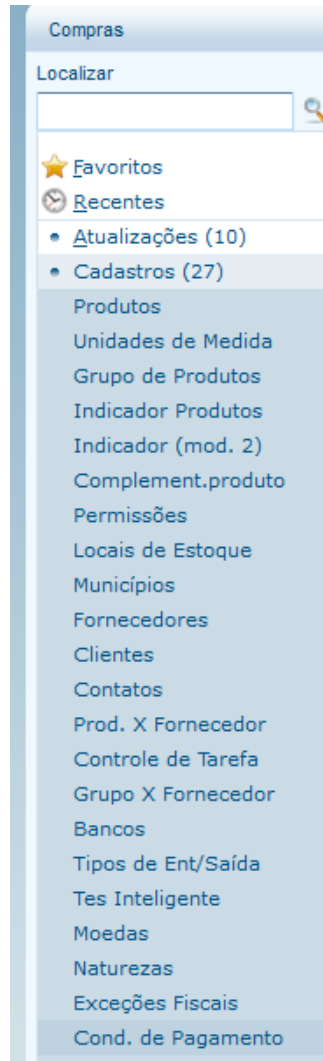 Compras
Localizar
Favoritos
Recentes
Atualizações (10)
Cadastros (27)
Produtos
Unidades de Medida
Grupo de Produtos
Indicador Produtos
Indicador (mod. 2)
Complement.produto
Permissões
Locais de Estoque
Municípios
Fornecedores
Clientes
Contatos
Prod. X Fornecedor
Controle de Tarefa
Grupo X Fornecedor
Bancos
Tipos de Ent/Saída
Tes Inteligente
Moedas
Naturezas
Exceções Fiscais
Cond. de Pagamento